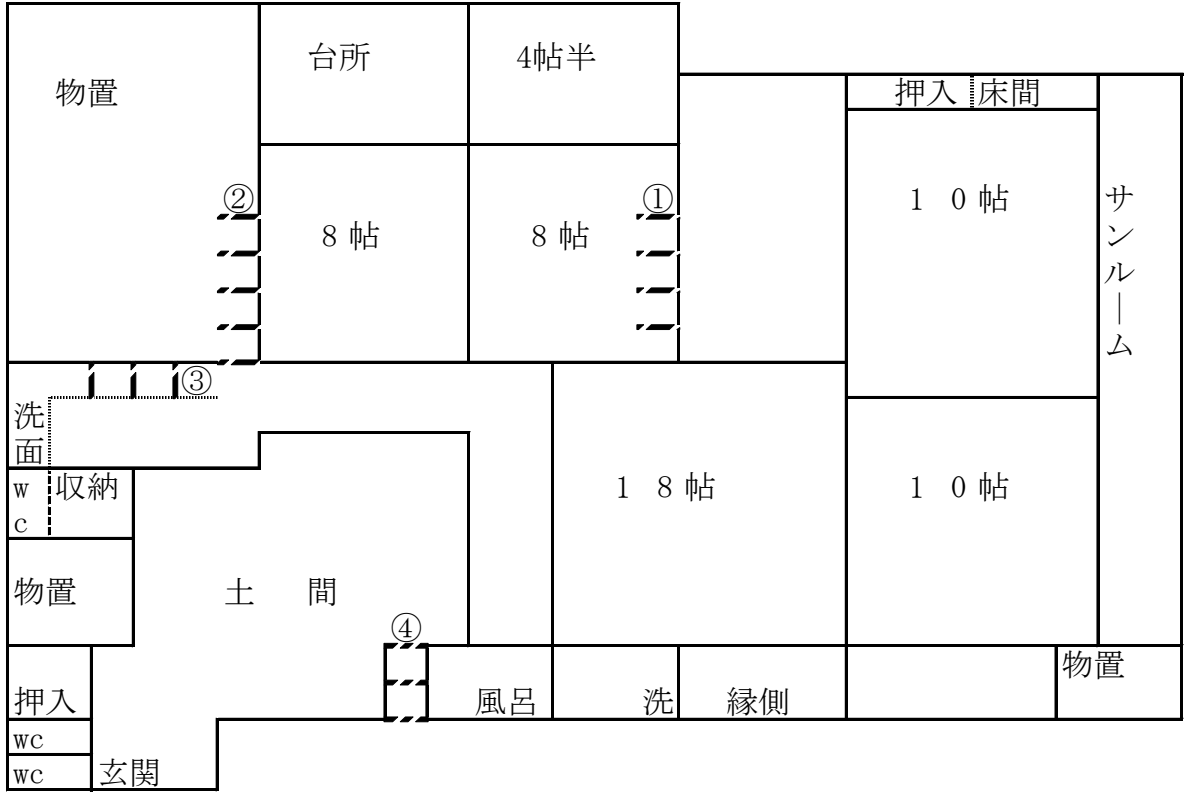 台所
4帖半
物置
押入 床間
②
①
10帖
サンルーム
8帖
8帖
③
洗面
wc
収納
18帖
10帖
物置
土間
④
物置
押入
風呂
洗
縁側
wc
wc
玄関